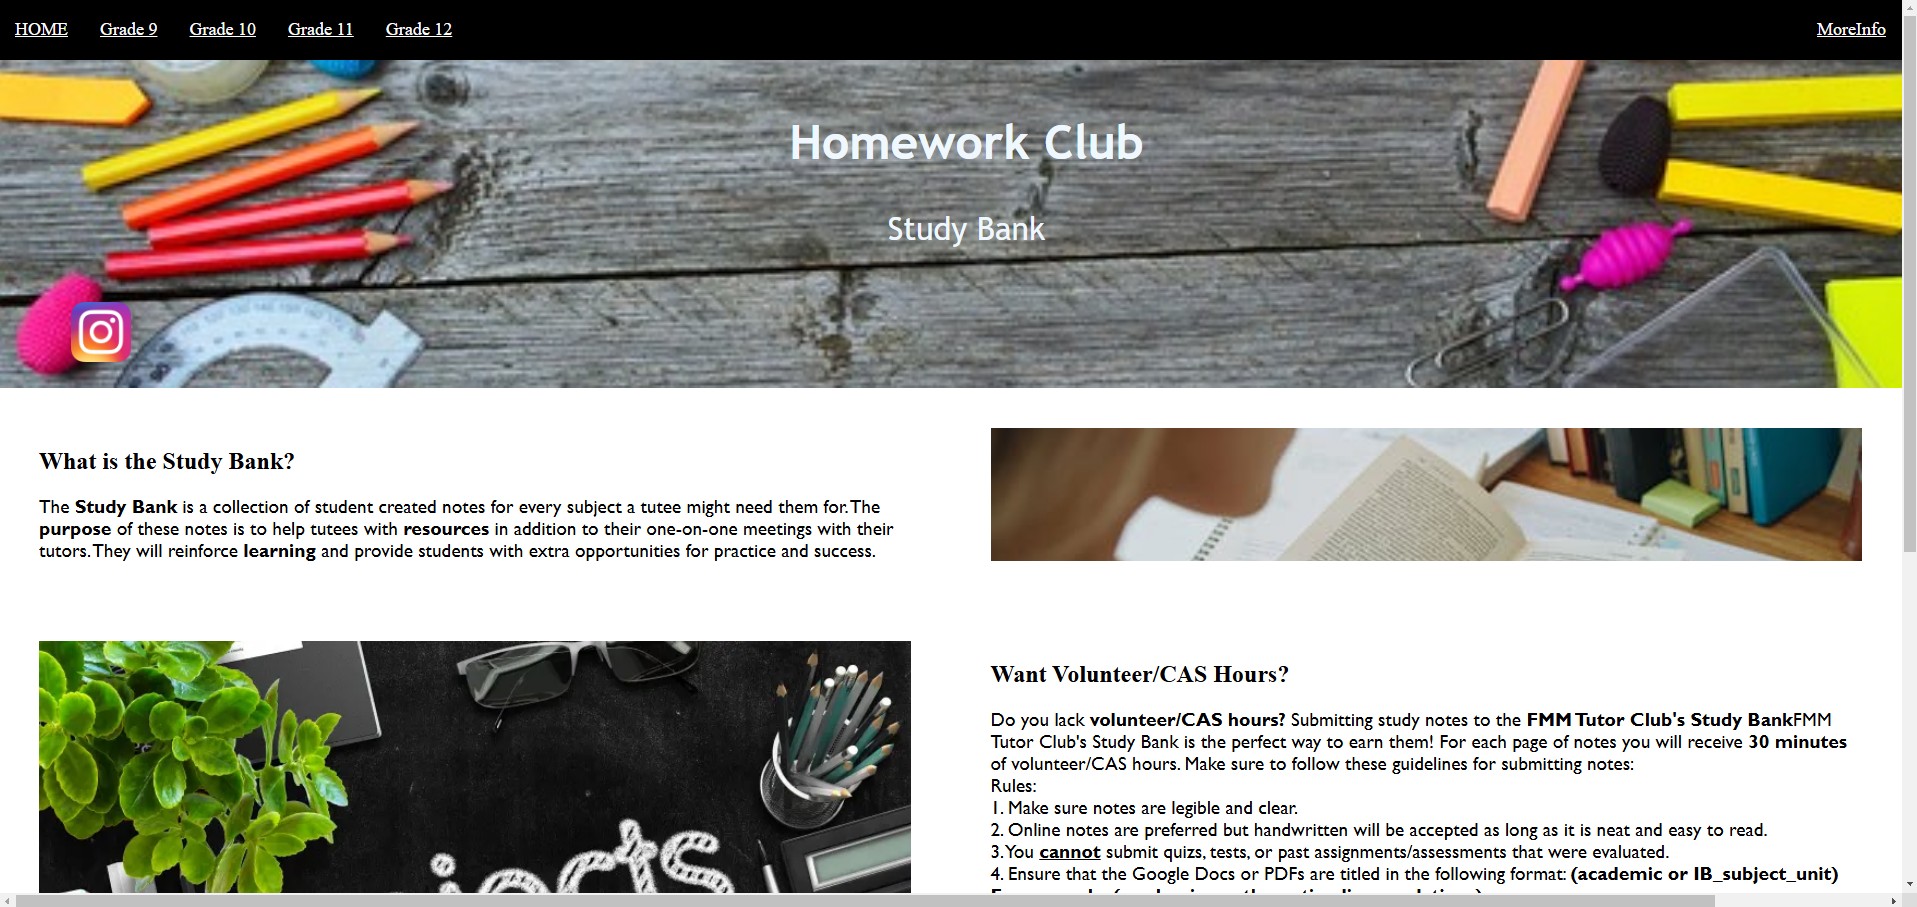 HOME Grade 9 Grade 10 Grade 11 Grade 12 MoreInfo
Homework Club
Study Bank
What is the Study Bank?
The Study Bank is a collection of student created notes for every subject a tutee might need them for. The
purpose of these notes is to help tutees with resources in addition to their one-on-one meetings with their
tutors. They will reinforce learning and provide students with extra opportunities for practice and success.
Want Volunteer/CAS Hours?
Do you lack volunteer/CAS hours? Submitting study notes to the FMM Tutor Club's Study BankFMM
Tutor Club's Study Bank is the perfect way to earn them! For each page of notes you will receive 30 minutes
of volunteer/CAS hours. Make sure to follow these guidelines for submitting notes:
Rules:
1. Make sure notes are legible and clear.
2. Online notes are preferred but handwritten will be accepted as long as it is neat and easy to read.
3. You cannot submit quizs, tests, or past assignments/assessments that were evaluated.
4. Ensure that the Google Docs or PDFs are titled in the following format: (academic or IB_subject_unit)